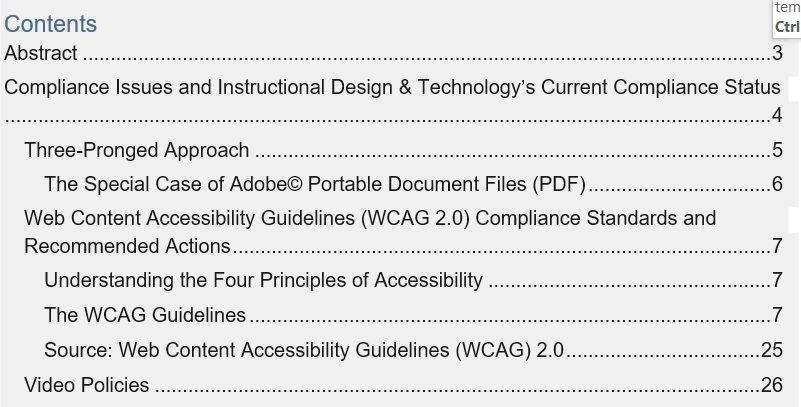 tem
Ctrl
Contents
Abstract ........................................................................................................................3
Compliance Issues and Instructional Design & Technology’s Current Compliance Status
......................................................................................................................................4
Three-Pronged Approach ..........................................................................................5
The Special Case of Adobe© Portable Document Files (PDF)................................6
Web Content Accessibility Guidelines (WCAG 2.0) Compliance Standards and
Recommended Actions..............................................................................................7
Understanding the Four Principles of Accessibility .................................................7
The WCAG Guidelines...........................................................................................7
Source: Web Content Accessibility Guidelines (WCAG) 2.0..................................25
Video Policies .........................................................................................................26